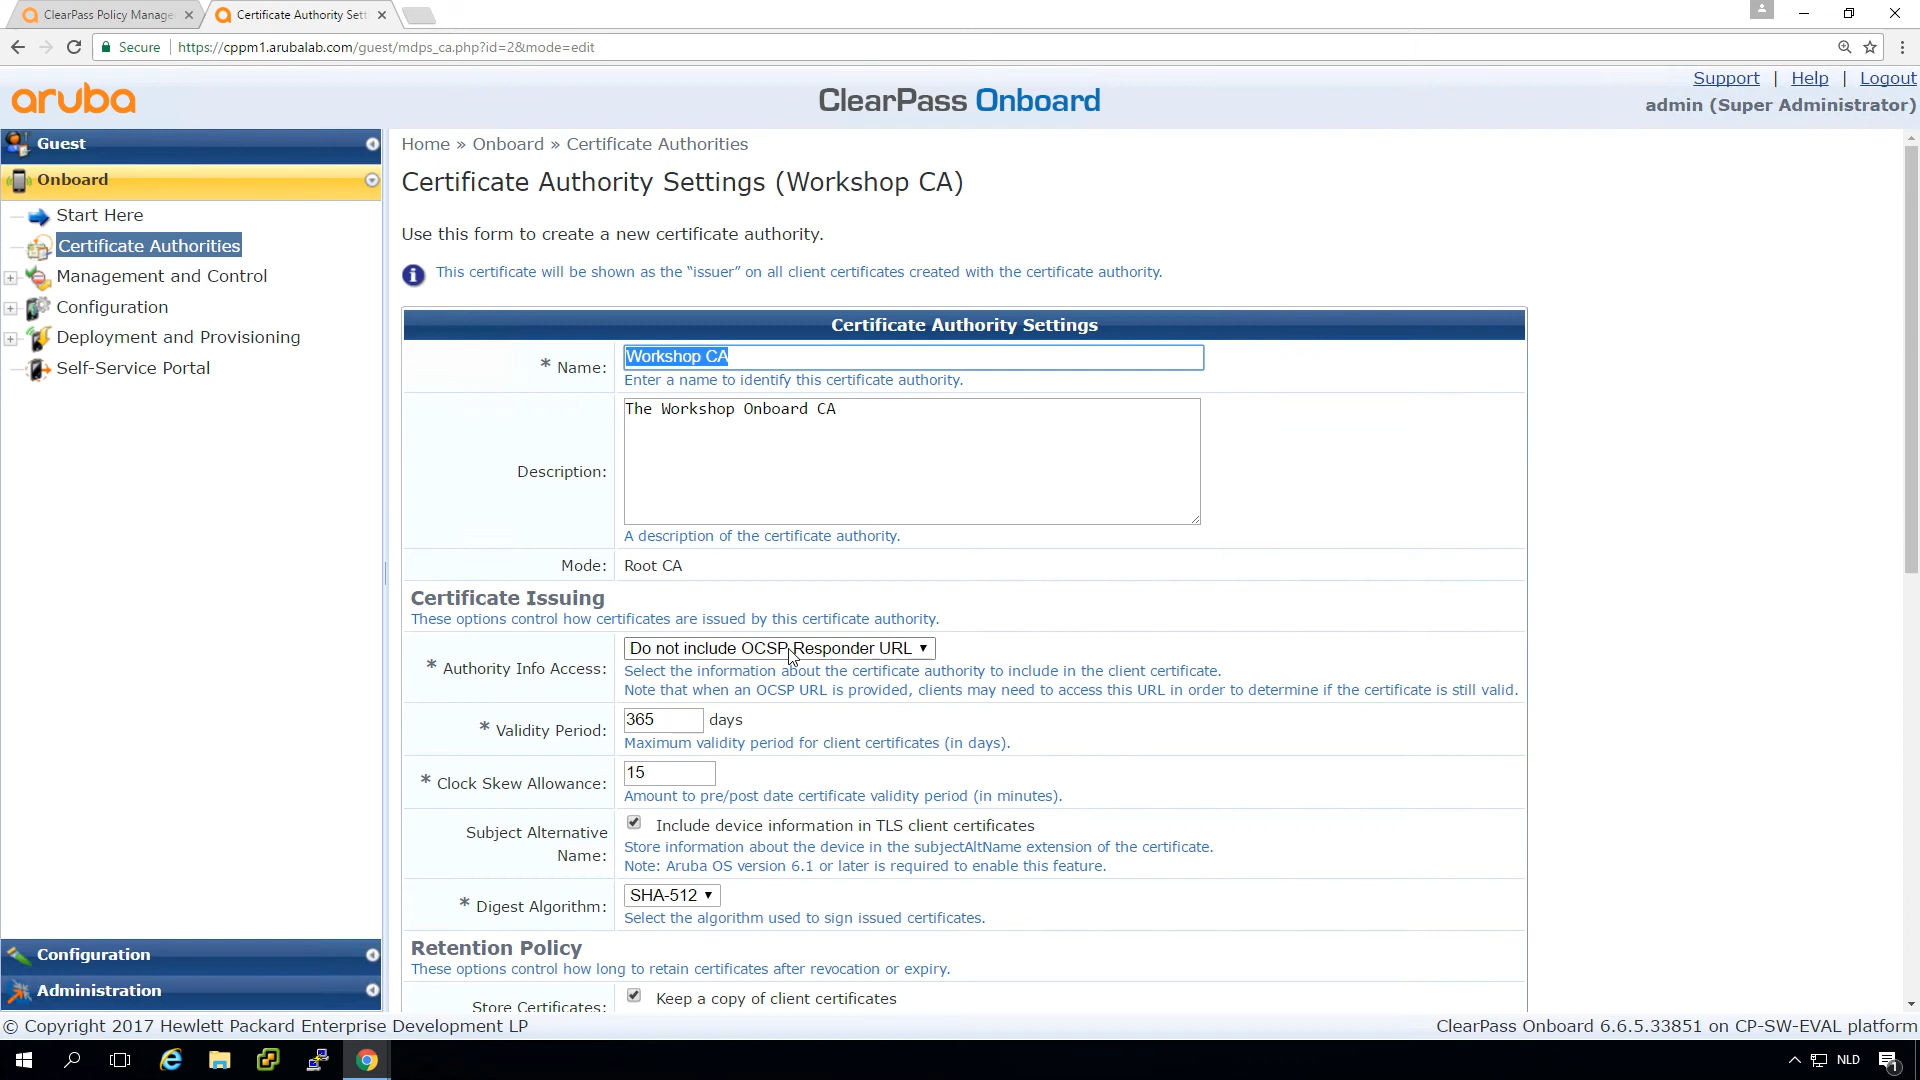 ClearPass Policy Manage
Certificate Authority Sett
Secure
https://cppm1.arubalab.com/guest/mdps_ca.php?id=2&mode=edit
Support | Help | Logout
aruba
ClearPass Onboard
admin (Super Administrator)
Guest
Onboard
Start Here
Certificate Authorities
Management and Control
Configuration
Deployment and Provisioning
Self-Service Portal
Configuration
Administration
Home » Onboard » Certificate Authorities
Certificate Authority Settings (Workshop CA)
Use this form to create a new certificate authority.
This certificate will be shown as the “issuer” on all client certificates created with the certificate authority.
Certificate Authority Settings
* Name: Workshop CA
Enter a name to identify this certificate authority.
The Workshop Onboard CA
Description:
A description of the certificate authority.
Mode: Root CA
Certificate Issuing
These options control how certificates are issued by this certificate authority.
Do not include OCSP Responder URL
* Authority Info Access:
Select the information about the certificate authority to include in the client certificate.
Note that when an OCSP URL is provided, clients may need to access this URL in order to determine if the certificate is still valid.
* Validity Period: 365 days
Maximum validity period for client certificates (in days).
* Clock Skew Allowance: 15
Amount to pre/post date certificate validity period (in minutes).
Subject Alternative
Name:
Include device information in TLS client certificates
Store information about the device in the subjectAltName extension of the certificate.
Note: Aruba OS version 6.1 or later is required to enable this feature.
* Digest Algorithm: SHA-512
Select the algorithm used to sign issued certificates.
Retention Policy
These options control how long to retain certificates after revocation or expiry.
Store Certificates: Keep a copy of client certificates
© Copyright 2017 Hewlett Packard Enterprise Development LP
ClearPass Onboard 6.6.5.33851 on CP-SW-EVAL platform
NLD
1